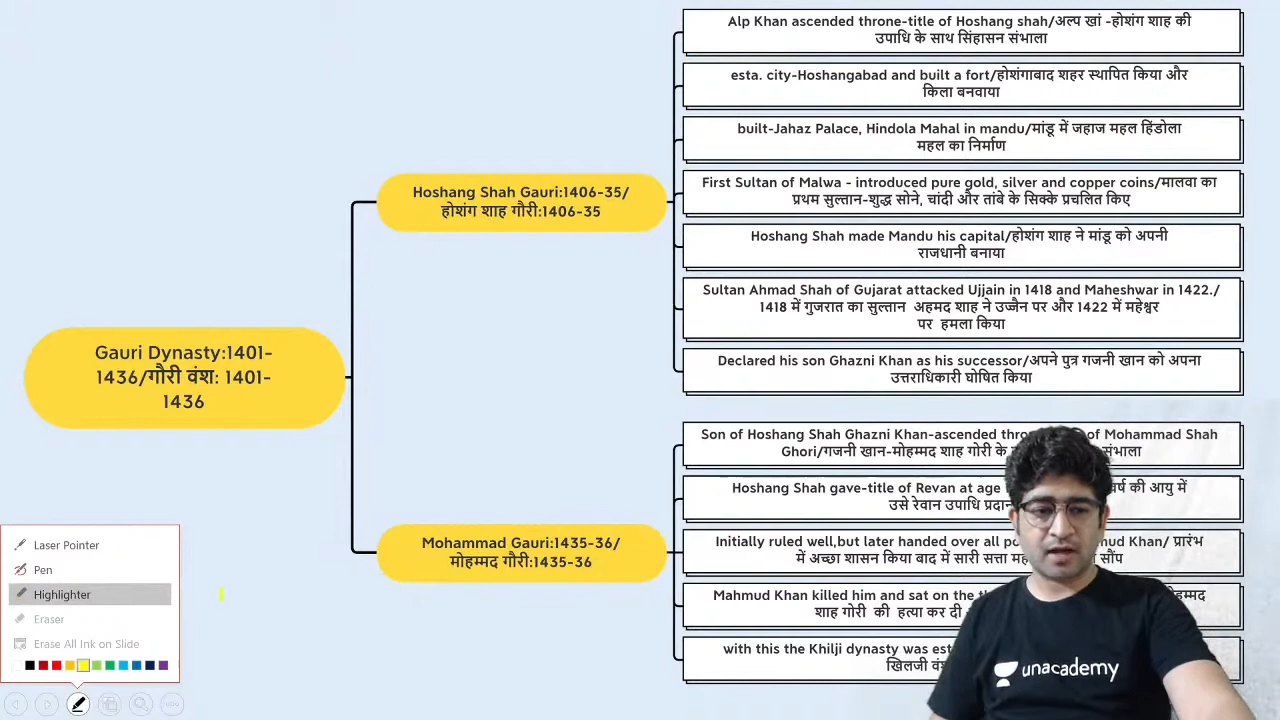 Gauri Dynasty:1401-
1436/गौरी वंश: 1401-
1436
Hoshang Shah Gauri:1406-35/
होशंग शाह गौरी:1406-35
Alp Khan ascended throne-title of Hoshang shah/अल्प खां -होशंग शाह की
उपाधि के साथ सिंहासन संभाला
esta. city-Hoshangabad and built a fort/होशंगाबाद शहर स्थापित किया और
किला बनवाया
built-Jahaz Palace, Hindola Mahal in mandu/मांडू में जहाज महल हिंडोला
महल का निर्माण
First Sultan of Malwa - introduced pure gold, silver and copper coins/मालवा का
प्रथम सुल्तान-शुद्ध सोने, चांदी और तांबे के सिक्के प्रचलित किए
Hoshang Shah made Mandu his capital/होशंग शाह ने मांडू को अपनी
राजधानी बनाया
Sultan Ahmad Shah of Gujarat attacked Ujjain in 1418 and Maheshwar in 1422./
1418 में गुजरात का सुल्तान अहमद शाह ने उज्जैन पर और 1422 में महेश्वर
पर हमला किया
Declared his son Ghazni Khan as his successor/अपने पुत्र गजनी खान को अपना
उत्तराधिकारी घोषित किया
Mohammad Gauri:1435-36/
मोहम्मद गौरी:1435-36
Son of Hoshang Shah Ghazni Khan-ascended of Mohammad Shah
Ghori/गजनी खान-मोहम्मद शाह गोरी के संभाला
Hoshang Shah gave-title of Revan at age की आयु में
उसे रेवान उपाधि
Initially ruled well,but later handed over all Khan/ प्रारंभ
में अच्छा शासन किया बाद में सारी सत्ता सौंप
Mahmud Khan killed him and sat on the
शाह गोरी की हत्या कर दी
with this the Khilji dynasty was
खिलजी
Laser Pointer
Pen
Highlighter
Eraser
Erase All Ink on Slide
unacademy